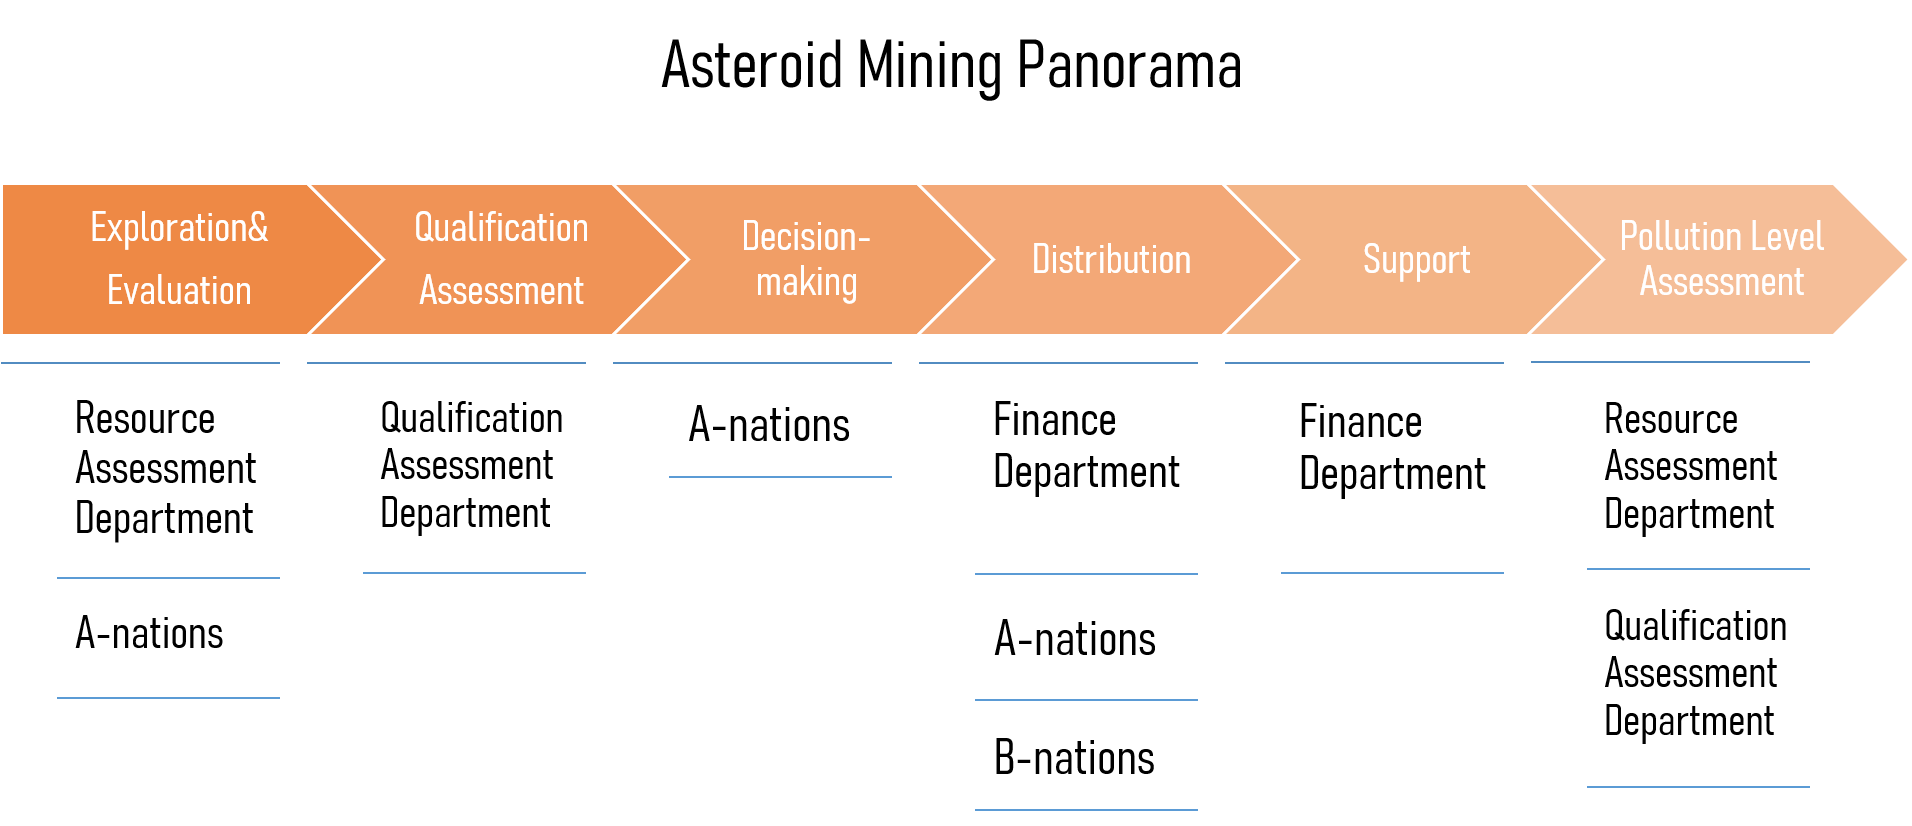 Asteroid Mining Panorama
Exploration&
Evaluation
Qualification
Assessment
Decision-
making
Distribution
Support
Pollution Level
Assessment
Resource
Assessment
Department
A-nations
Qualification
Assessment
Department
A-nations
Finance
Department
A-nations
B-nations
Finance
Department
Resource
Assessment
Department
Qualification
Assessment
Department